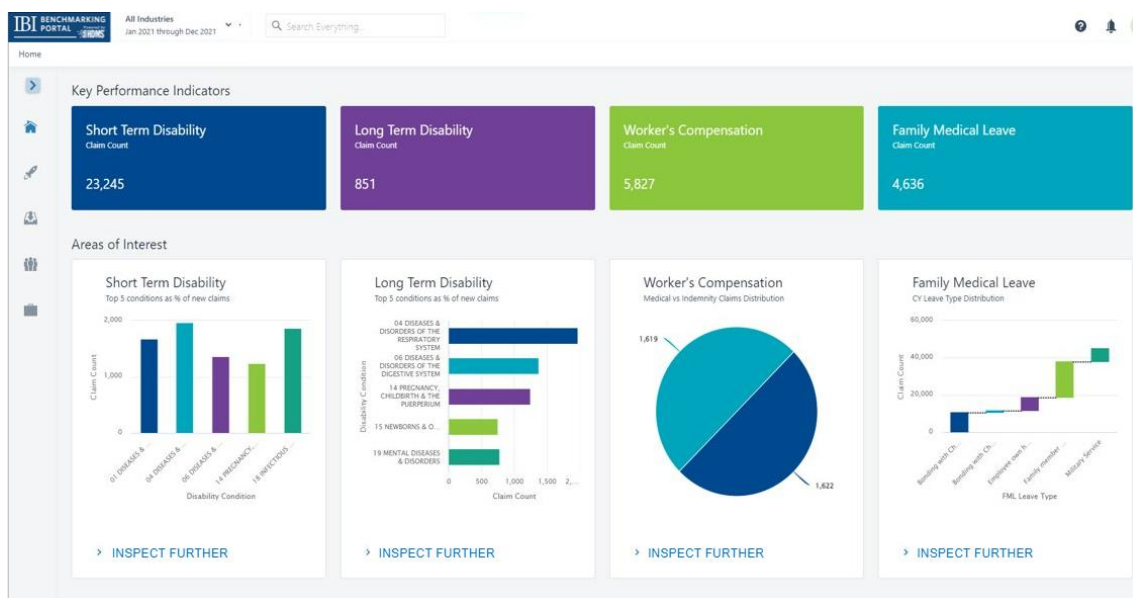 IBI BENCHMARKING PORTAL Powered by HDMS
All Industries
Jan 2021 through Dec 2021
Search Everything...
Home
Key Performance Indicators
Short Term Disability
Claim Count
23,245
Long Term Disability
Claim Count
851
Worker's Compensation
Claim Count
5,827
Family Medical Leave
Claim Count
4,636
Areas of Interest
Short Term Disability
Top 5 conditions as % of new claims
2,000
1,000
0
Claim Count
01 DISEASES & ...
04 DISEASES & ...
06 DISEASES & ...
14 PREGNANCY, ...
18 INFECTIOUS ...
Disability Condition
> INSPECT FURTHER
Long Term Disability
Top 5 conditions as % of new claims
Disability Condition
04 DISEASES &
DISORDERS OF THE
RESPIRATORY
SYSTEM
06 DISEASES &
DISORDERS OF THE
DIGESTIVE SYSTEM
14 PREGNANCY,
CHILDBIRTH & THE
PUERPERIUM
15 NEWBORNS & O...
19 MENTAL DISEASES
& DISORDERS
0 500 1,000 1,500 2,...
Claim Count
> INSPECT FURTHER
Worker's Compensation
Medical vs Indemnity Claims Distribution
1,619
1,622
> INSPECT FURTHER
Family Medical Leave
CY Leave Type Distribution
60,000
40,000
20,000
0
Claim Count
Bonding with Ch...
Bonding with Ch...
Employee own h...
Family member ...
Military Service
FML Leave Type
> INSPECT FURTHER